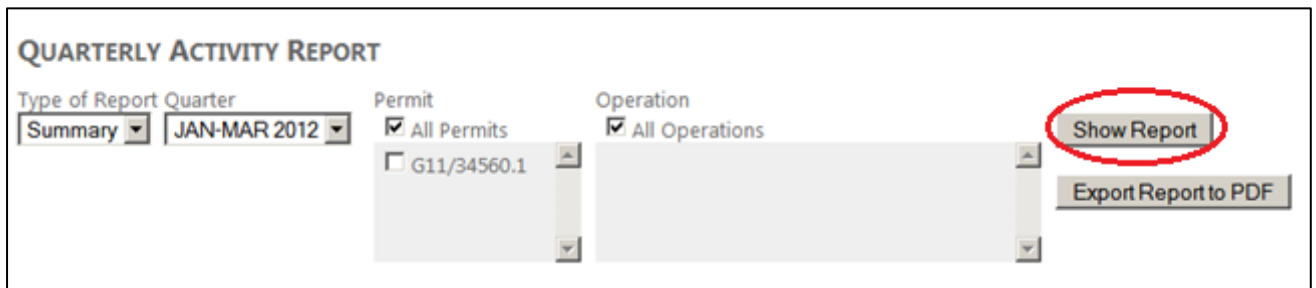 QUARTERLY ACTIVITY REPORT
Type of Report Quarter Permit Operation
Summary JAN-MAR 2012 All Permits All Operations Show Report
G11/34560.1
Export Report to PDF